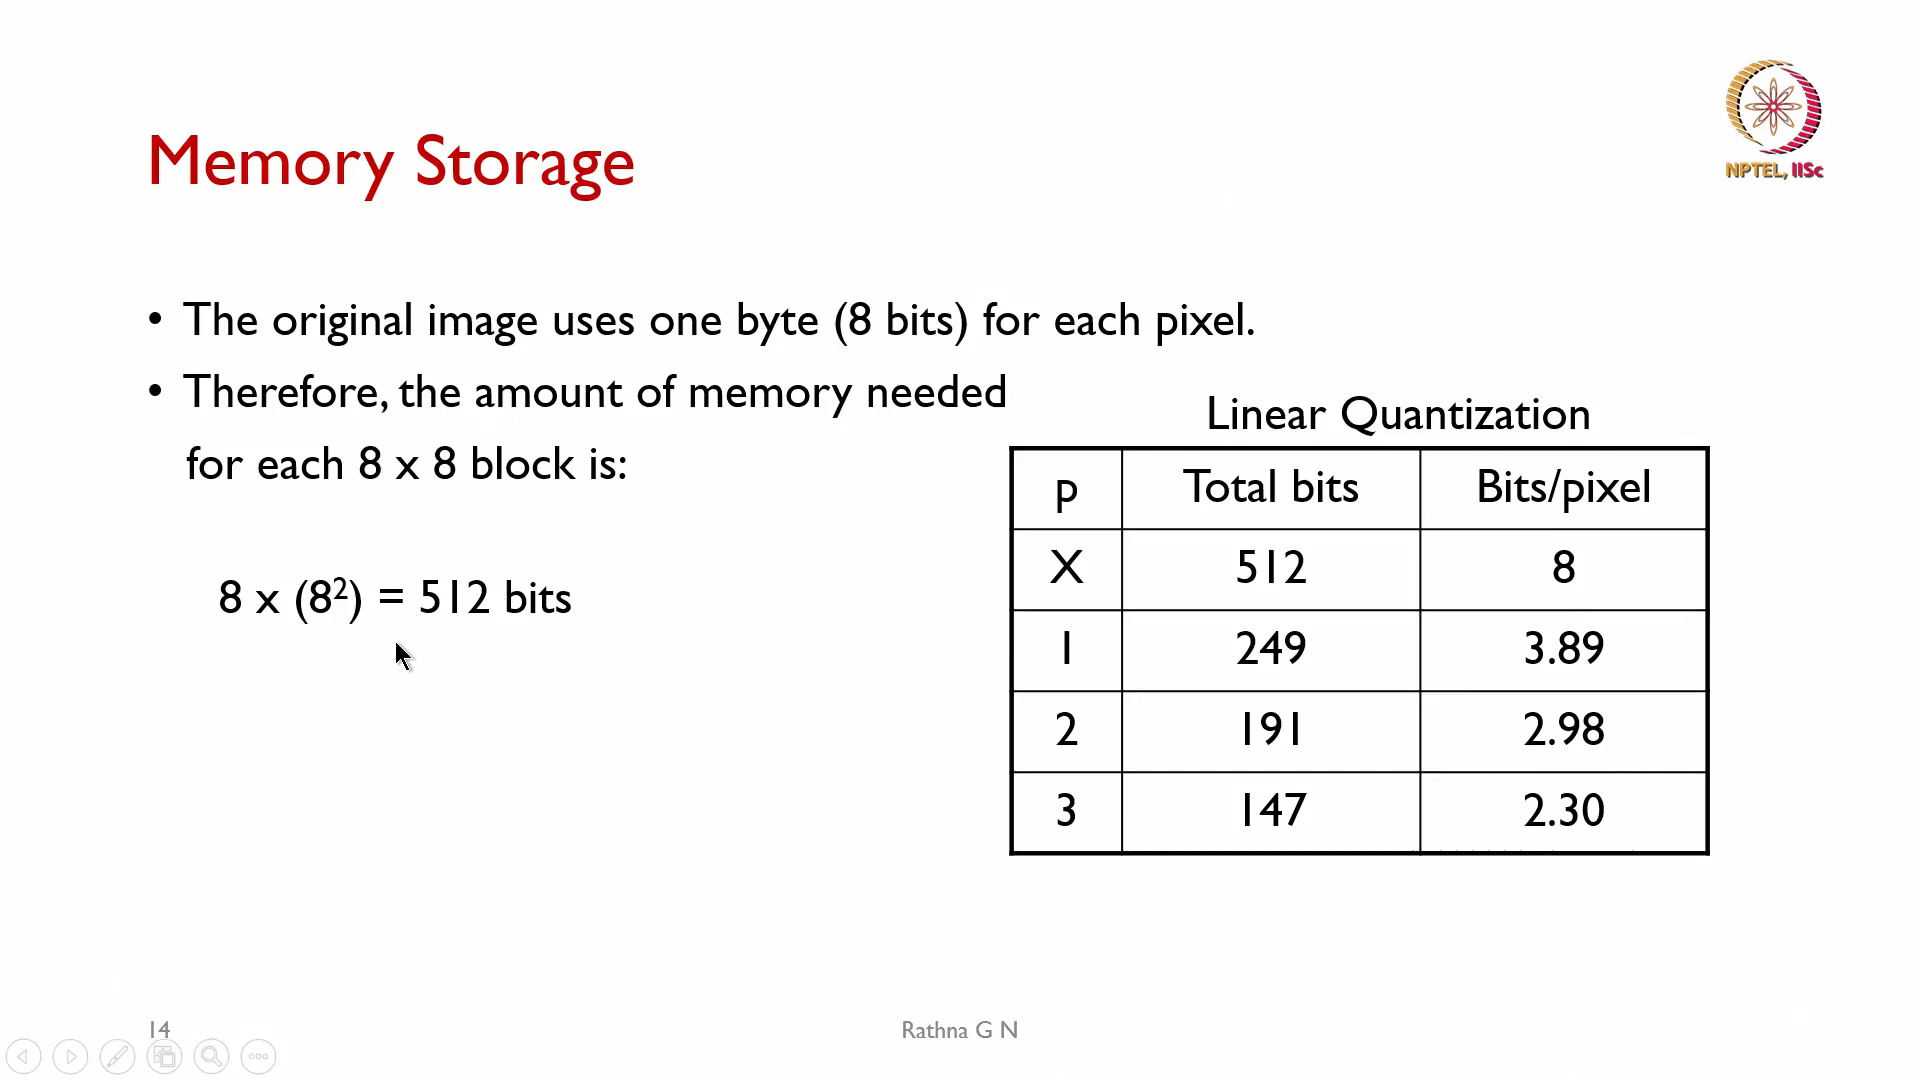 NPTEL, IISc
Memory Storage
• The original image uses one byte (8 bits) for each pixel.
• Therefore, the amount of memory needed
for each 8 x 8 block is:
8 x (8²) = 512 bits
Linear Quantization
p Total bits Bits/pixel
X 512 8
1 249 3.89
2 191 2.98
3 147 2.30
14
Rathna G N